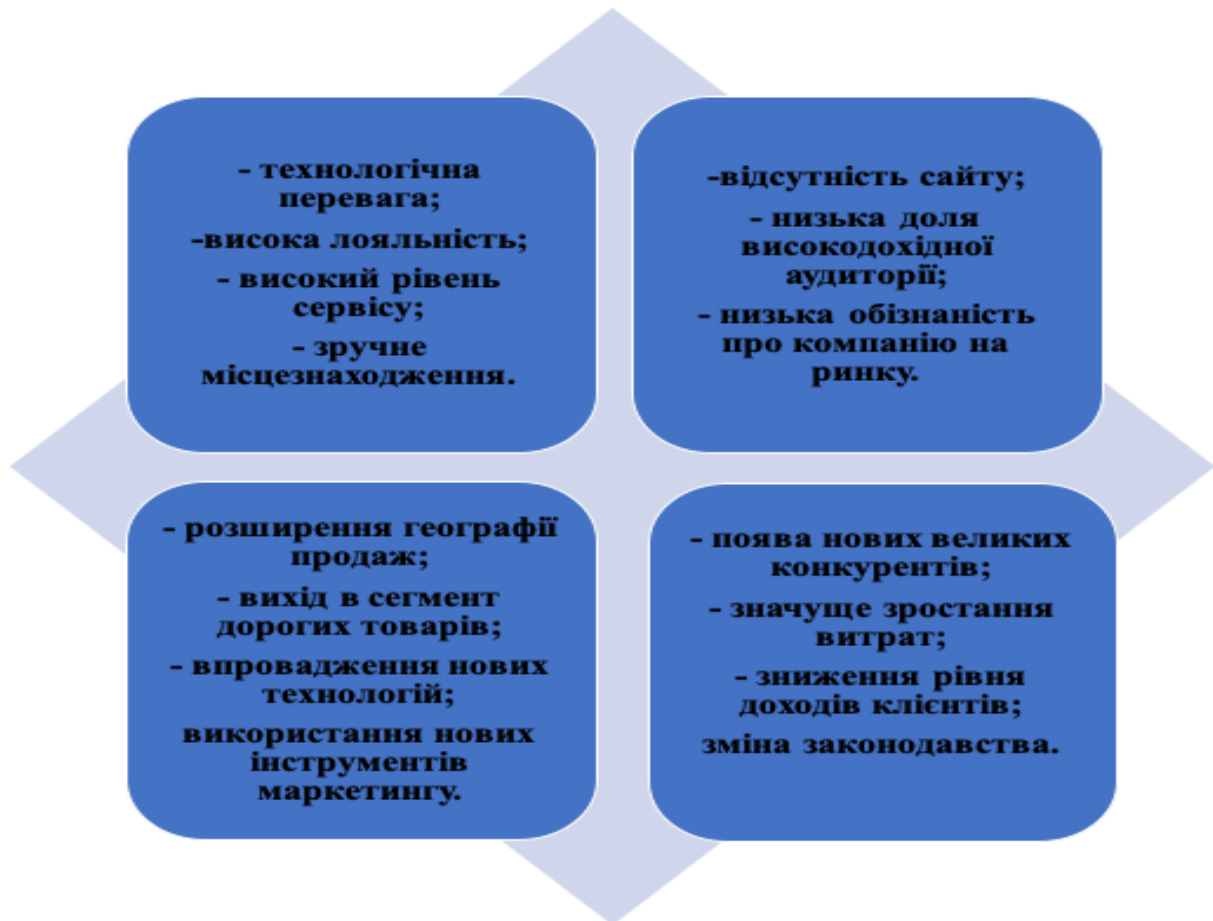 - технологічна
перевага;
-висока лояльність;
- високий рівень
сервісу;
- зручне
місцезнаходження.
-відсутність сайту;
- низька доля
високодохідної
аудиторії;
- низька обізнаність
про компанію на
ринку.
- розширення географії
продаж;
- вихід в сегмент
дорогих товарів;
- впровадження нових
технологій;
використання нових
інструментів
маркетингу.
- поява нових великих
конкурентів;
- значуще зростання
витрат;
- зниження рівня
доходів клієнтів;
зміна законодавства.